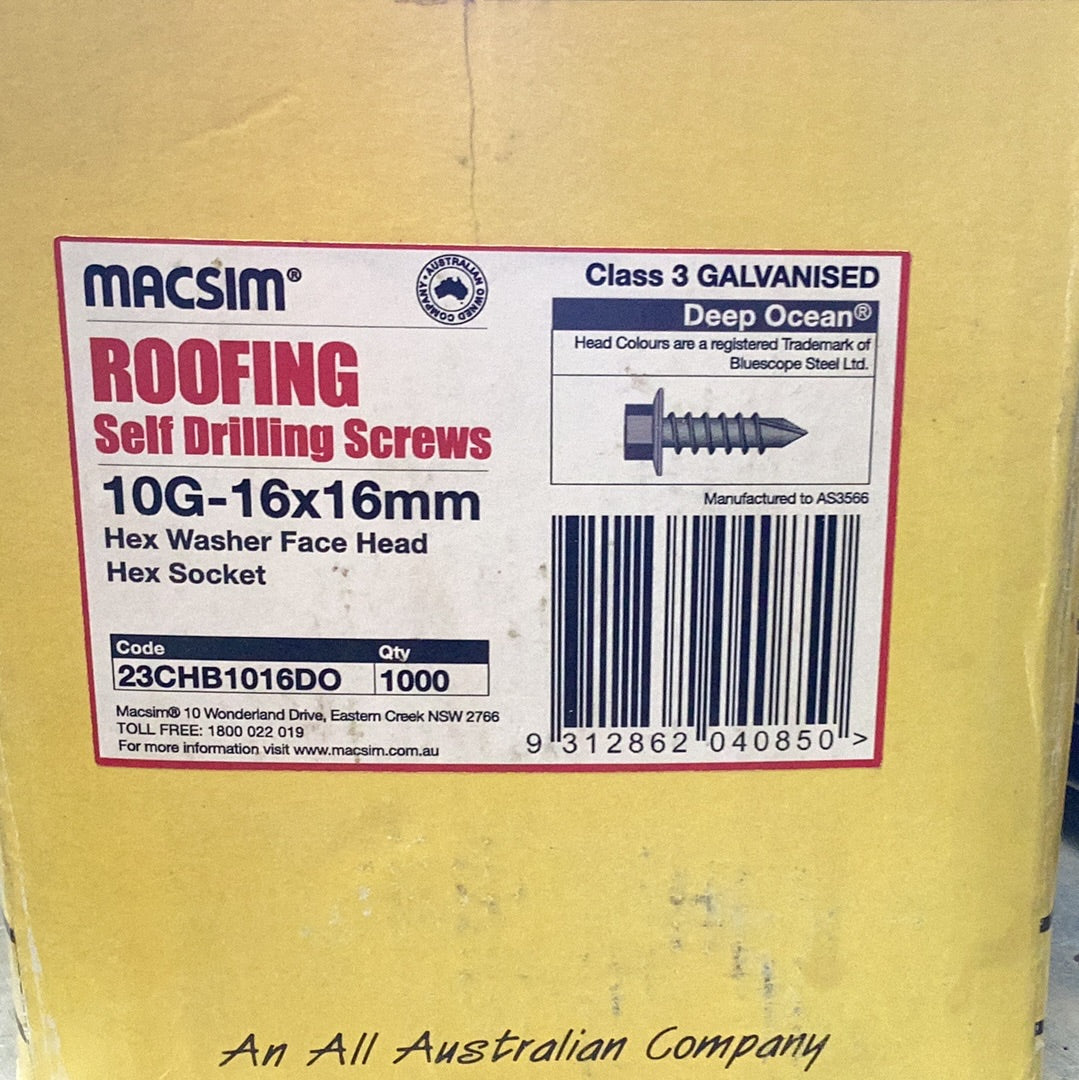 MACSIM®
AUSTRALIAN OWNED COMPANY
ROOFING
Self Drilling Screws
10G-16x16mm
Hex Washer Face Head
Hex Socket
Code Qty
23CHB1016DO 1000
Macsim® 10 Wonderland Drive, Eastern Creek NSW 2766
TOLL FREE: 1800 022 019
For more information visit www.macsim.com.au
Class 3 GALVANISED
Deep Ocean®
Head Colours are a registered Trademark of
Bluescope Steel Ltd.
Manufactured to AS3566
9 312862 040850 >
An All Australian Company